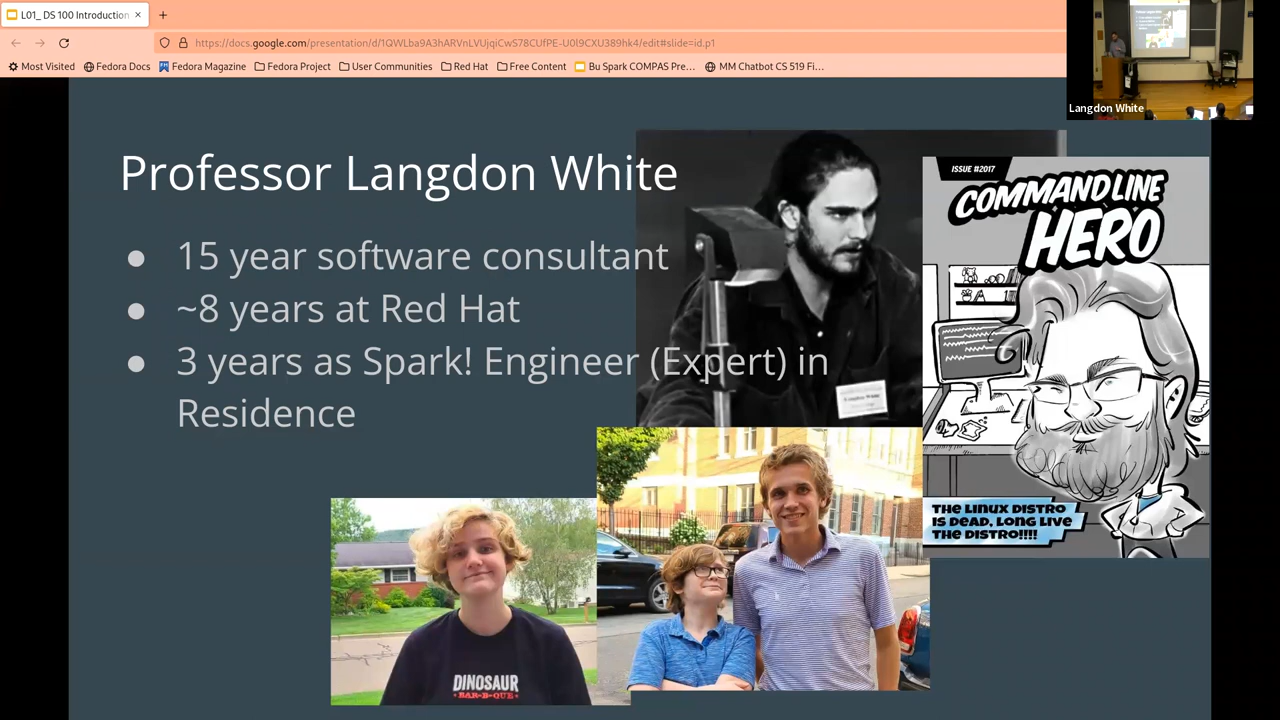 L01_ DS 100 Introduction
https://docs.google.com/presentation/d/1QWLba9A3hARVnLVUjqiCwS78CUfPE-U0l9CXU389hk4/edit#slide=id.p1
Most Visited Fedora Docs Fedora Magazine Fedora Project User Communities Red Hat Free Content Bu Spark COMPAS Pre… MM Chatbot CS 519 Fi…
Langdon White
Professor Langdon White
● 15 year software consultant
● ~8 years at Red Hat
● 3 years as Spark! Engineer (Expert) in
Residence
ISSUE #2017
COMMAND LINE
HERO
THE LINUX DISTRO
IS DEAD, LONG LIVE
THE DISTRO!!!!
DINOSAUR
BAR-B-QUE